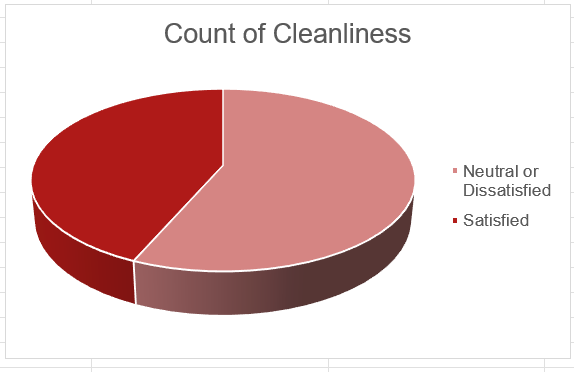 Count of Cleanliness
Neutral or
Dissatisfied
Satisfied